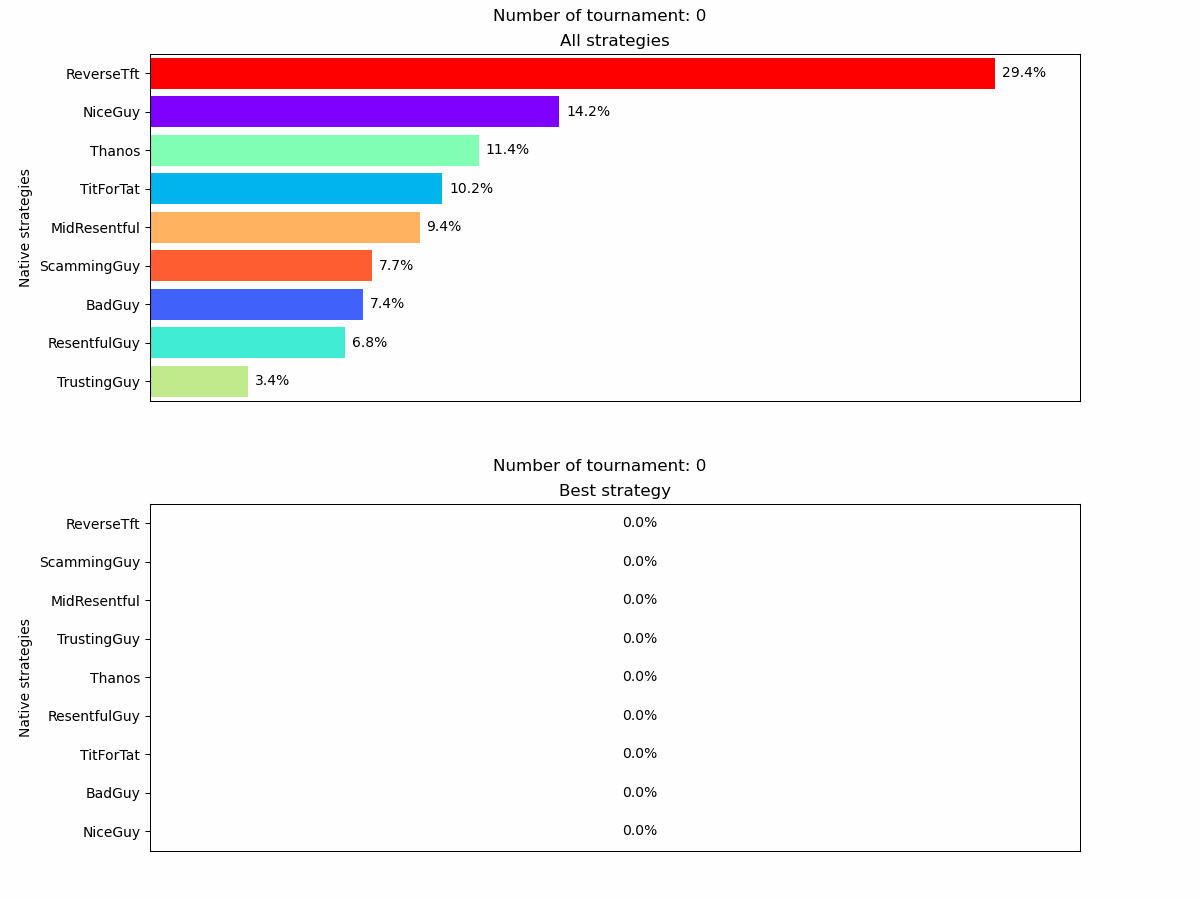 Number of tournament: 0
All strategies
Native strategies
ReverseTft 29.4%
NiceGuy 14.2%
Thanos 11.4%
TitForTat 10.2%
MidResentful 9.4%
ScammingGuy 7.7%
BadGuy 7.4%
ResentfulGuy 6.8%
TrustingGuy 3.4%
Number of tournament: 0
Best strategy
Native strategies
ReverseTft 0.0%
ScammingGuy 0.0%
MidResentful 0.0%
TrustingGuy 0.0%
Thanos 0.0%
ResentfulGuy 0.0%
TitForTat 0.0%
BadGuy 0.0%
NiceGuy 0.0%